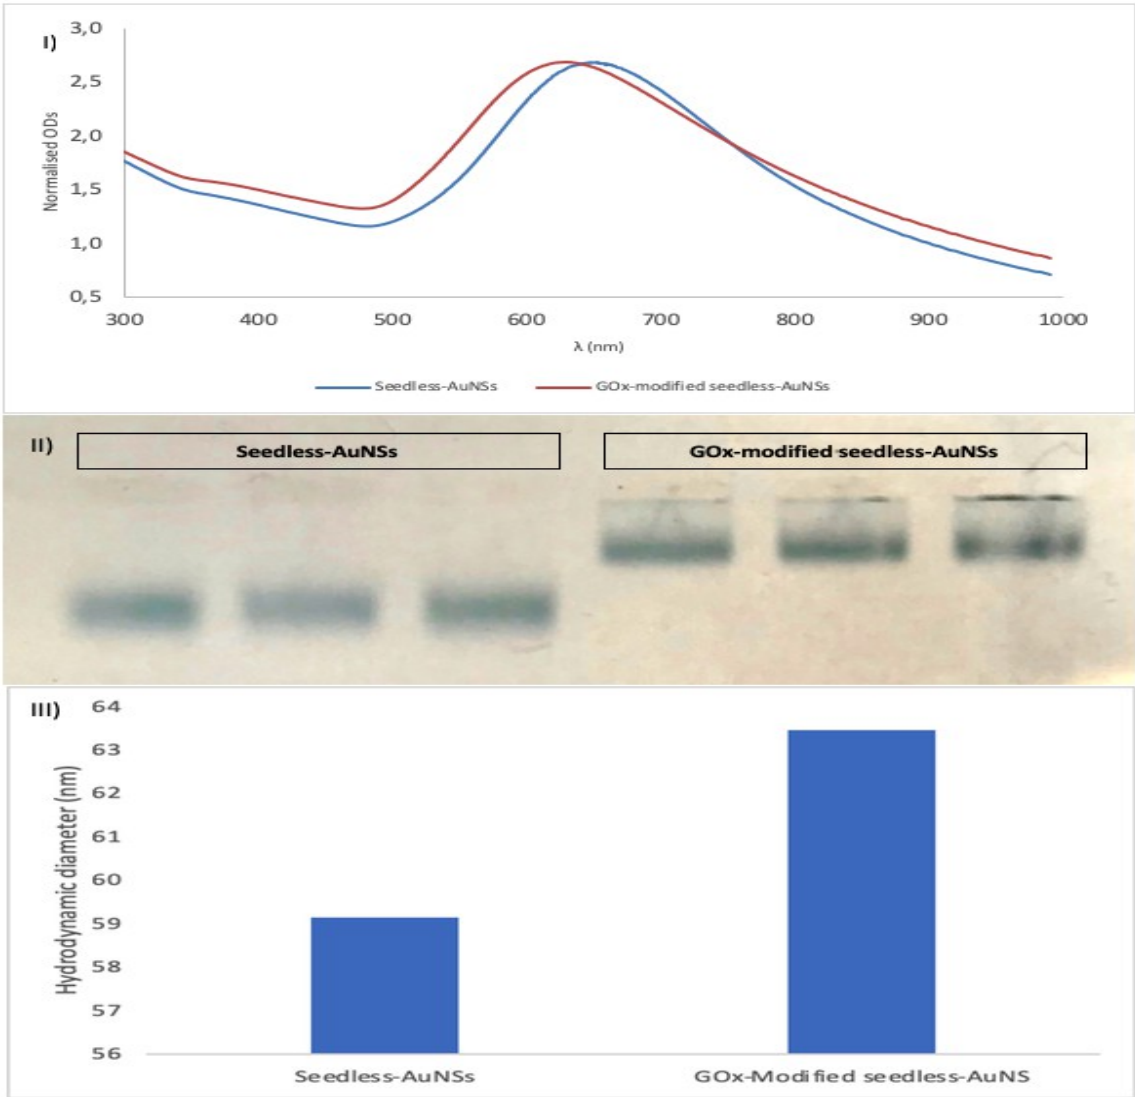 I)
3,0
2,5
2,0
1,5
1,0
0,5
Normalised ODs
300 400 500 600 700 800 900 1000
λ (nm)
Seedless-AuNSs GOx-modified seedless-AuNSs
II)
Seedless-AuNSs GOx-modified seedless-AuNSs
III)
64
63
62
61
60
59
58
57
56
Hydrodynamic diameter (nm)
Seedless-AuNSs GOx-Modified seedless-AuNS